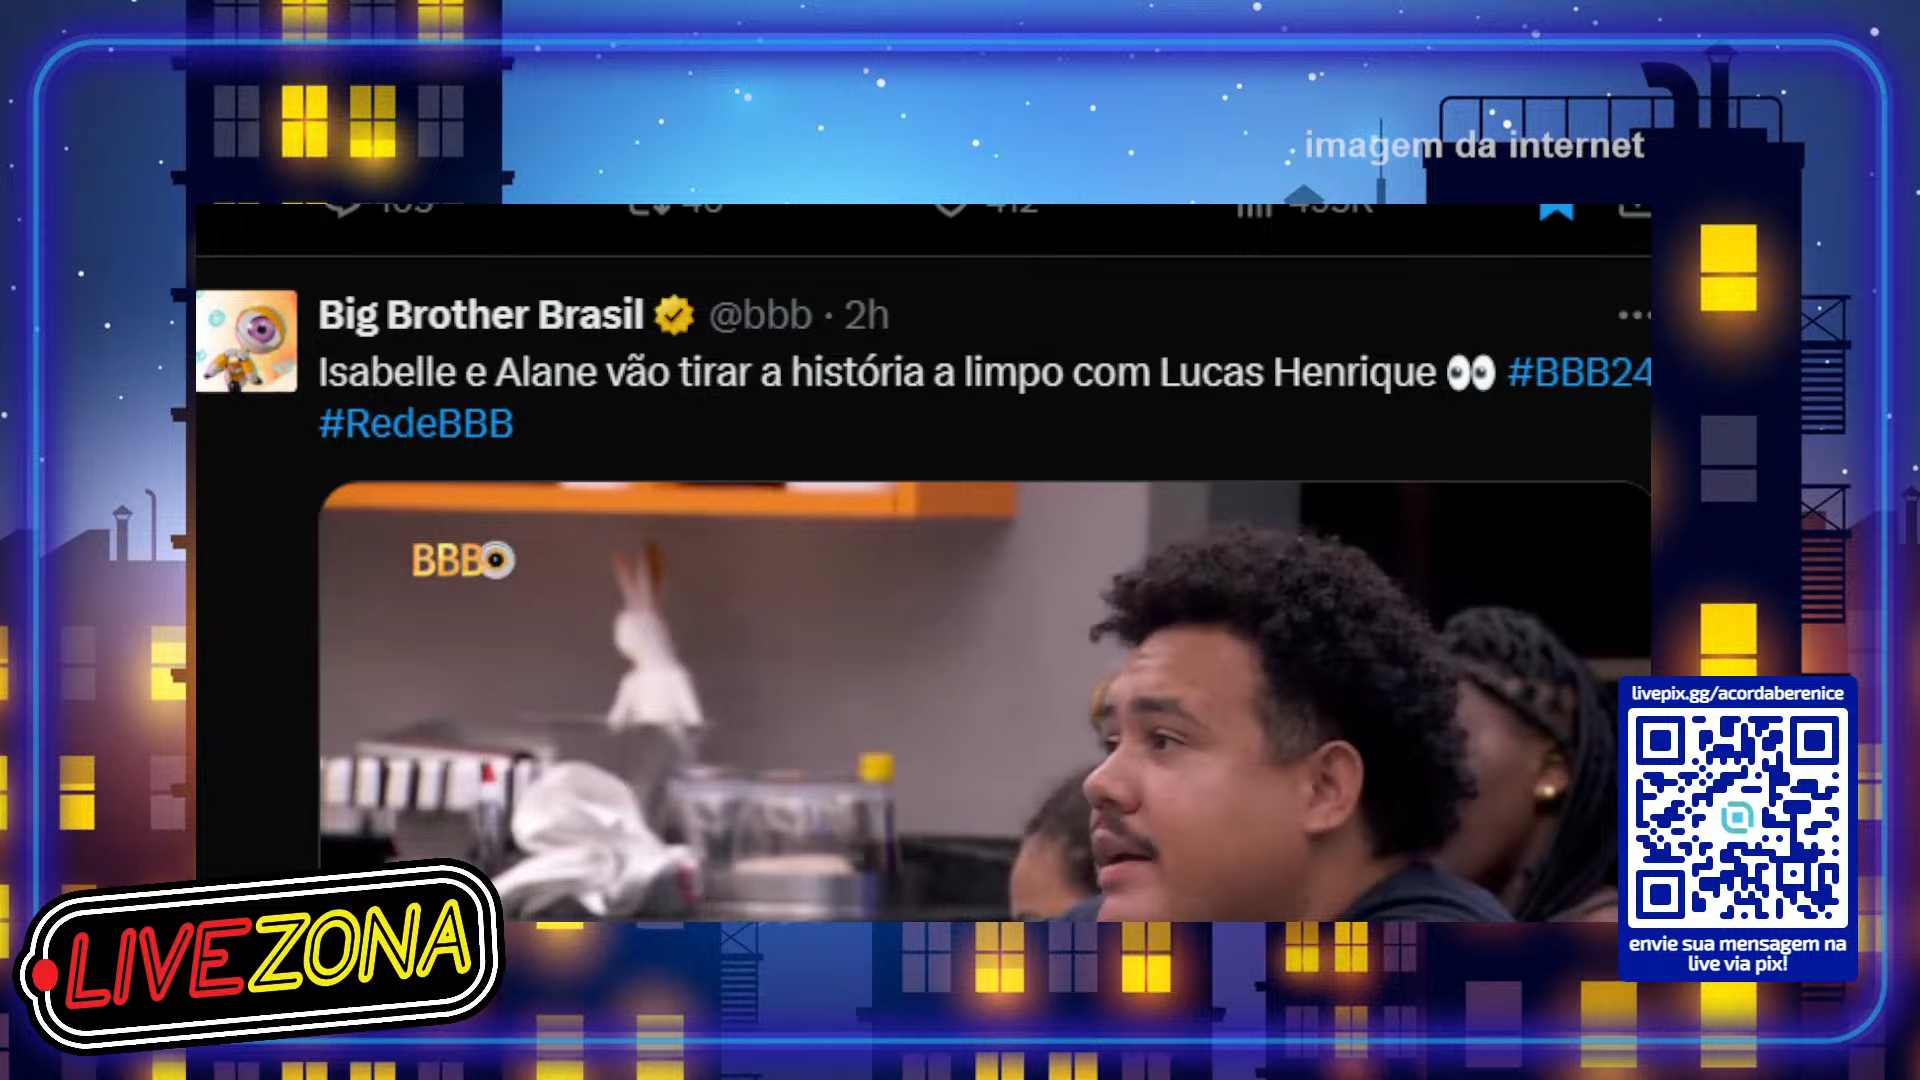 imagem da internet
Big Brother Brasil @bbb · 2h
Isabelle e Alane vão tirar a história a limpo com Lucas Henrique 👀 #BBB24
#RedeBBB
BBB
livepix.gg/acordaberenice
envie sua mensagem na
live via pix!
LIVEZONA